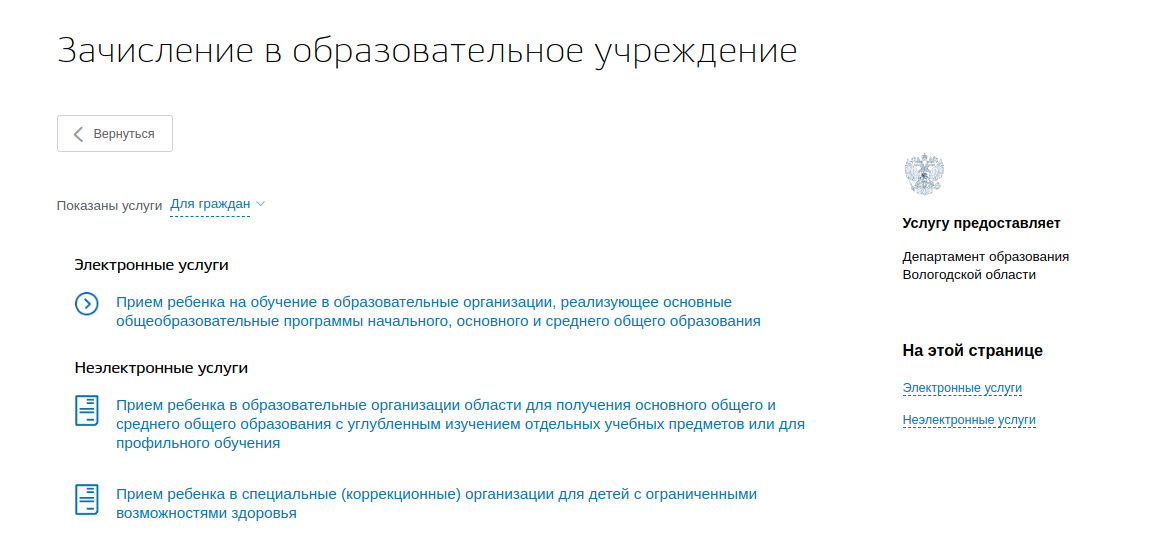 Зачисление в образовательное учреждение
Вернуться
Показаны услуги Для граждан
Электронные услуги
Прием ребенка на обучение в образовательные организации, реализующее основные
общеобразовательные программы начального, основного и среднего общего образования
Неэлектронные услуги
Прием ребенка в образовательные организации области для получения основного общего и
среднего общего образования с углубленным изучением отдельных учебных предметов или для
профильного обучения
Прием ребенка в специальные (коррекционные) организации для детей с ограниченными
возможностями здоровья
Услугу предоставляет
Департамент образования
Вологодской области
На этой странице
Электронные услуги
Неэлектронные услуги